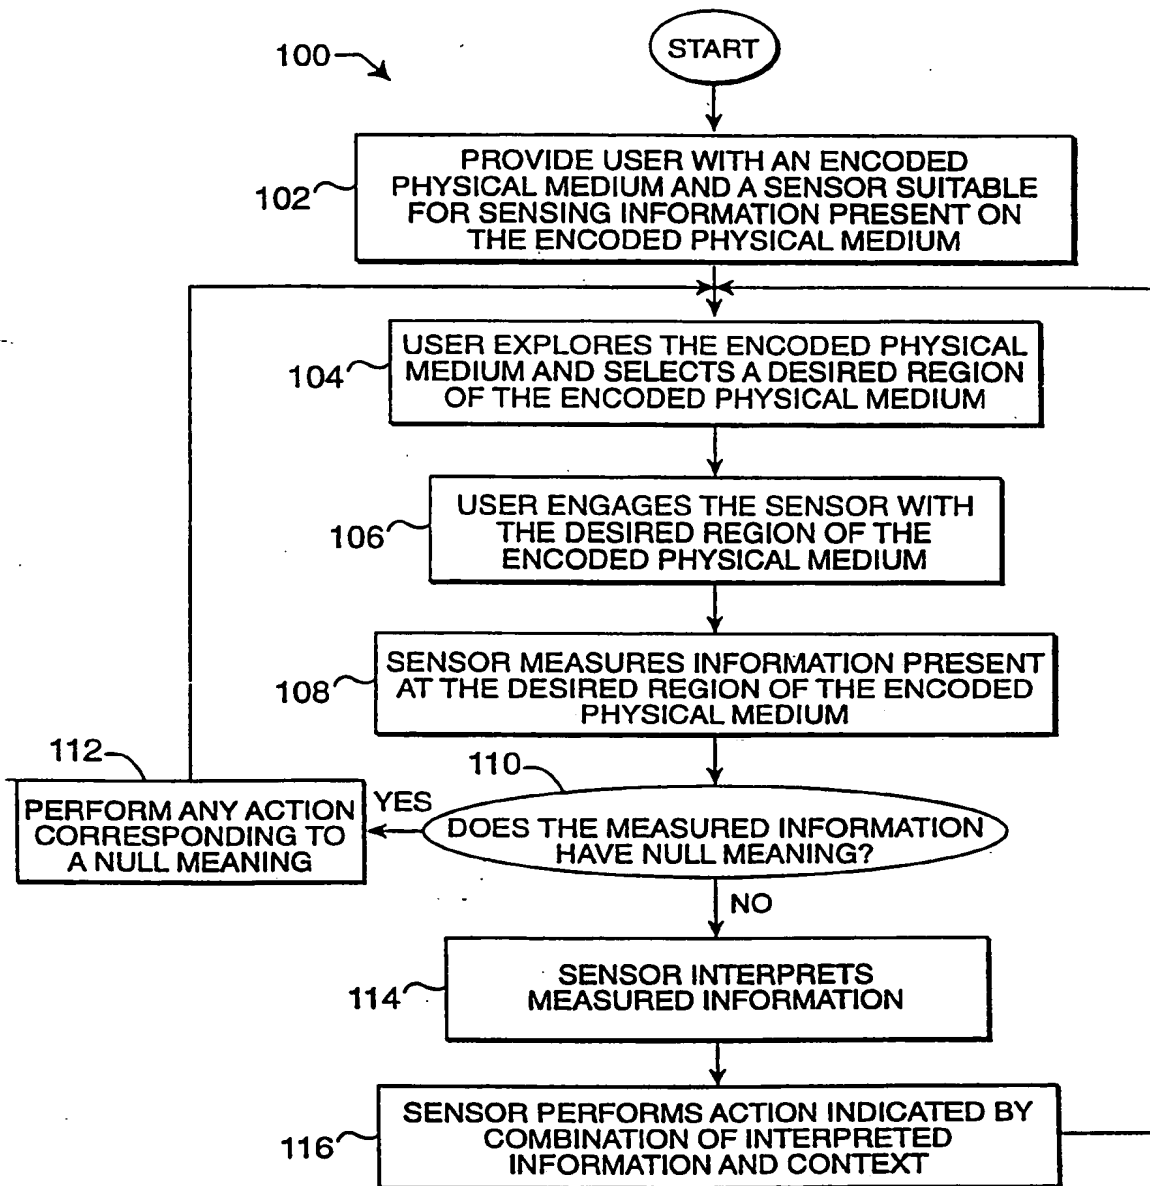 START
100
PROVIDE USER WITH AN ENCODED
PHYSICAL MEDIUM AND A SENSOR SUITABLE
FOR SENSING INFORMATION PRESENT ON
THE ENCODED PHYSICAL MEDIUM
102
USER EXPLORES THE ENCODED PHYSICAL
MEDIUM AND SELECTS A DESIRED REGION
OF THE ENCODED PHYSICAL MEDIUM
104
USER ENGAGES THE SENSOR WITH
THE DESIRED REGION OF THE
ENCODED PHYSICAL MEDIUM
106
SENSOR MEASURES INFORMATION PRESENT
AT THE DESIRED REGION OF THE ENCODED
PHYSICAL MEDIUM
108
110
DOES THE MEASURED INFORMATION
HAVE NULL MEANING?
YES
112
PERFORM ANY ACTION
CORRESPONDING TO
A NULL MEANING
NO
SENSOR INTERPRETS
MEASURED INFORMATION
114
SENSOR PERFORMS ACTION INDICATED BY
COMBINATION OF INTERPRETED
INFORMATION AND CONTEXT
116